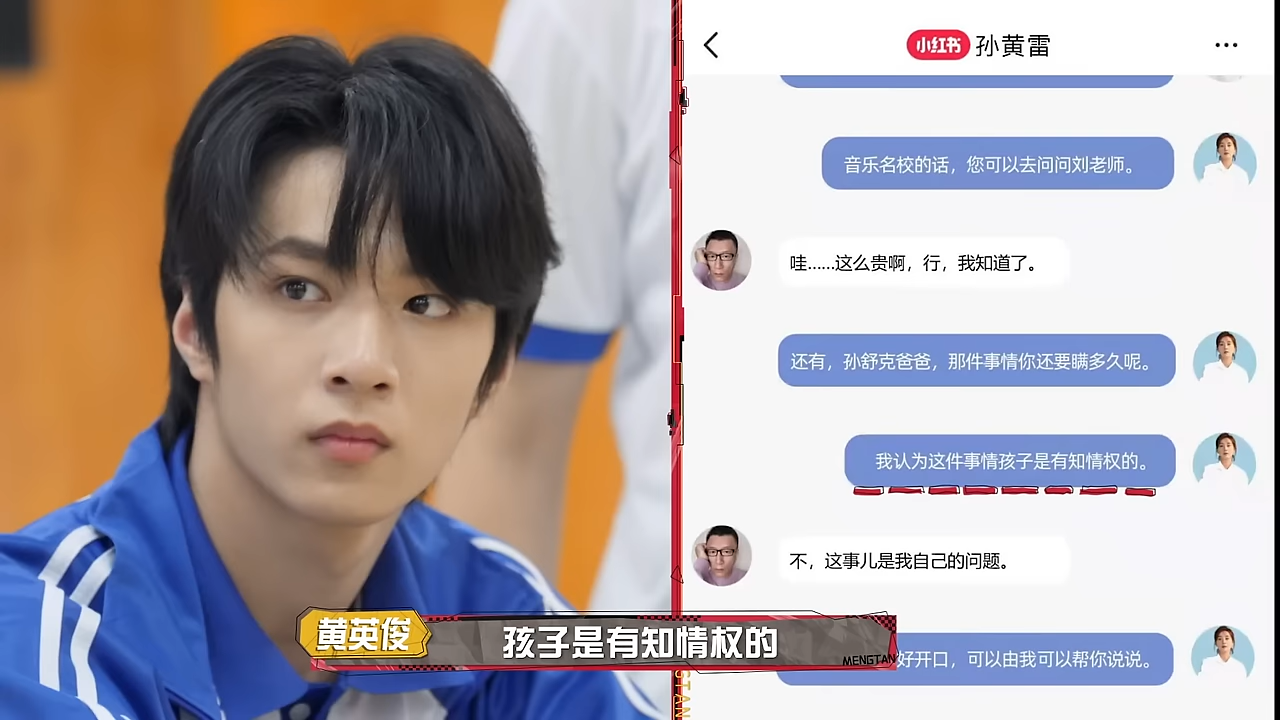 小红书 孙黄雷
音乐名校的话，您可以去问问刘老师。
哇......这么贵啊，行，我知道了。
还有，孙舒克爸爸，那件事情你还要瞒多久呢。
我认为这件事情孩子是有知情权的。
不，这事儿是我自己的问题。
好开口，可以由我可以帮你说说。
黄英俊
孩子是有知情权的
MENGTAN
STAN